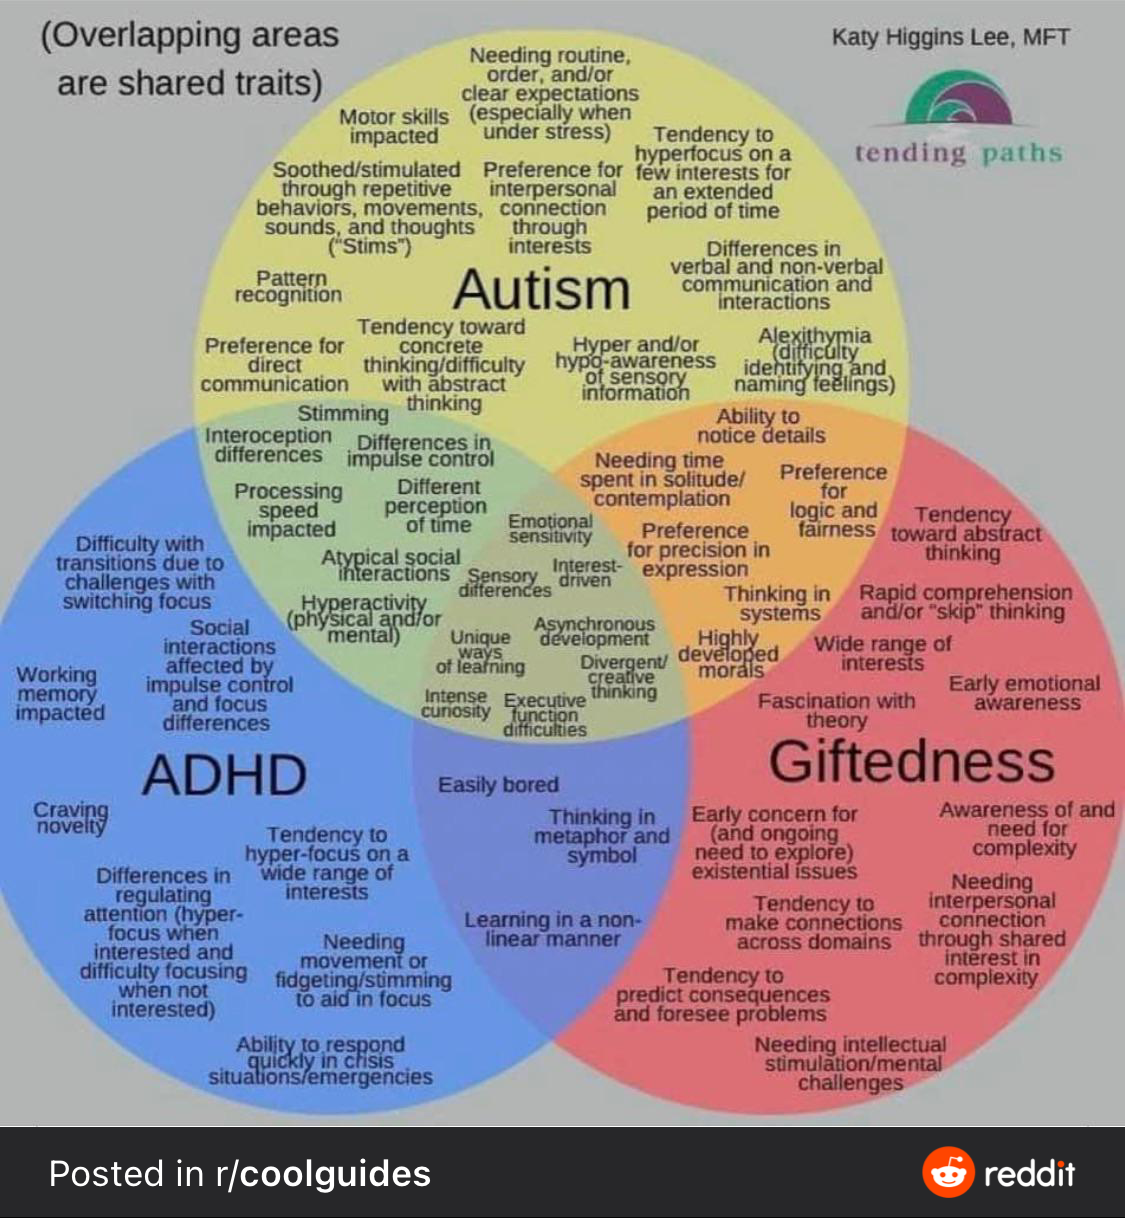 (Overlapping areas
are shared traits)
Katy Higgins Lee, MFT
tending paths
Needing routine,
order, and/or
clear expectations
(especially when
under stress)
Motor skills
impacted
Tendency to
hyperfocus on a
few interests for
an extended
period of time
Soothed/stimulated
through repetitive
behaviors, movements,
sounds, and thoughts
("Stims")
Preference for
interpersonal
connection
through
interests
Differences in
verbal and non-verbal
communication and
interactions
Pattern
recognition
Autism
Preference for
direct
communication
Tendency toward
concrete
thinking/difficulty
with abstract
thinking
Hyper and/or
hypo-awareness
of sensory
information
Alexithymia
(difficulty
identifying and
naming feelings)
Stimming
Interoception
differences
Differences in
impulse control
Processing
speed
impacted
Different
perception
of time
Atypical social
interactions
Hyperactivity
(physical and/or
mental)
Ability to
notice details
Needing time
spent in solitude/
contemplation
Preference
for
logic and
fairness
Preference
for precision in
expression
Thinking in
systems
Highly
developed
morals
Emotional
sensitivity
Sensory
differences
Interest-
driven
Asynchronous
development
Unique
ways
of learning
Divergent/
creative
thinking
Intense
curiosity
Executive
function
difficulties
Difficulty with
transitions due to
challenges with
switching focus
Social
interactions
affected by
impulse control
and focus
differences
Working
memory
impacted
ADHD
Craving
novelty
Tendency to
hyper-focus on a
wide range of
interests
Differences in
regulating
attention (hyper-
focus when
interested and
difficulty focusing
when not
interested)
Needing
movement or
fidgeting/stimming
to aid in focus
Ability to respond
quickly in crisis
situations/emergencies
Easily bored
Thinking in
metaphor and
symbol
Learning in a non-
linear manner
Tendency
toward abstract
thinking
Rapid comprehension
and/or "skip" thinking
Wide range of
interests
Early emotional
awareness
Fascination with
theory
Giftedness
Early concern for
(and ongoing
need to explore)
existential issues
Awareness of and
need for
complexity
Tendency to
make connections
across domains
Needing
interpersonal
connection
through shared
interest in
complexity
Tendency to
predict consequences
and foresee problems
Needing intellectual
stimulation/mental
challenges
Posted in r/coolguides
reddit